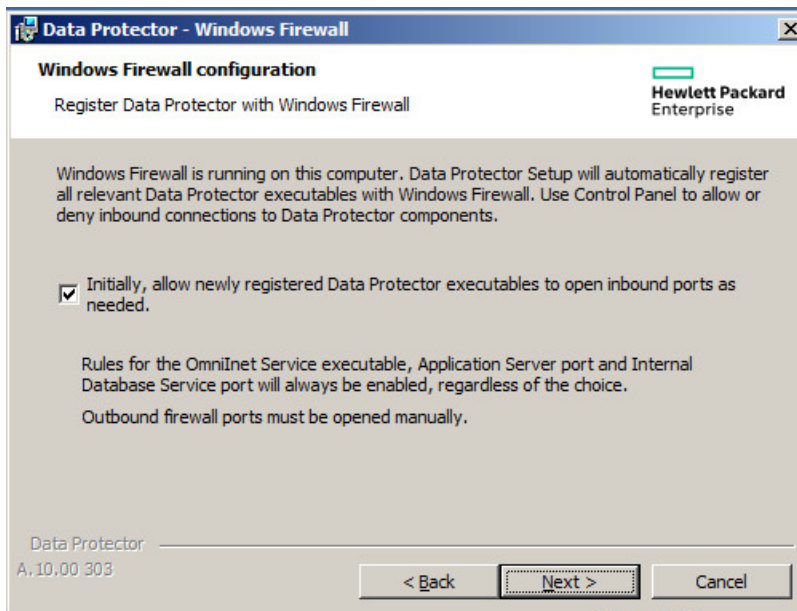 Data Protector - Windows Firewall
Windows Firewall configuration
Register Data Protector with Windows Firewall
Hewlett Packard
Enterprise
Windows Firewall is running on this computer. Data Protector Setup will automatically register
all relevant Data Protector executables with Windows Firewall. Use Control Panel to allow or
deny inbound connections to Data Protector components.
Initially, allow newly registered Data Protector executables to open inbound ports as
needed.
Rules for the OmniInet Service executable, Application Server port and Internal
Database Service port will always be enabled, regardless of the choice.
Outbound firewall ports must be opened manually.
Data Protector
A.10.00 303
< Back
Next >
Cancel